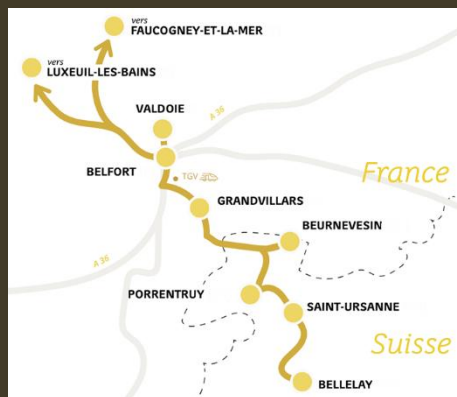 vers
FAUCOGNEY-ET-LA-MER
vers
LUXEUIL-LES-BAINS
VALDOIE
A 36
BELFORT
TGV
France
GRANDVILLARS
BEURNEVESIN
A 36
PORRENTRUY
SAINT-URSANNE
Suisse
BELLELAY